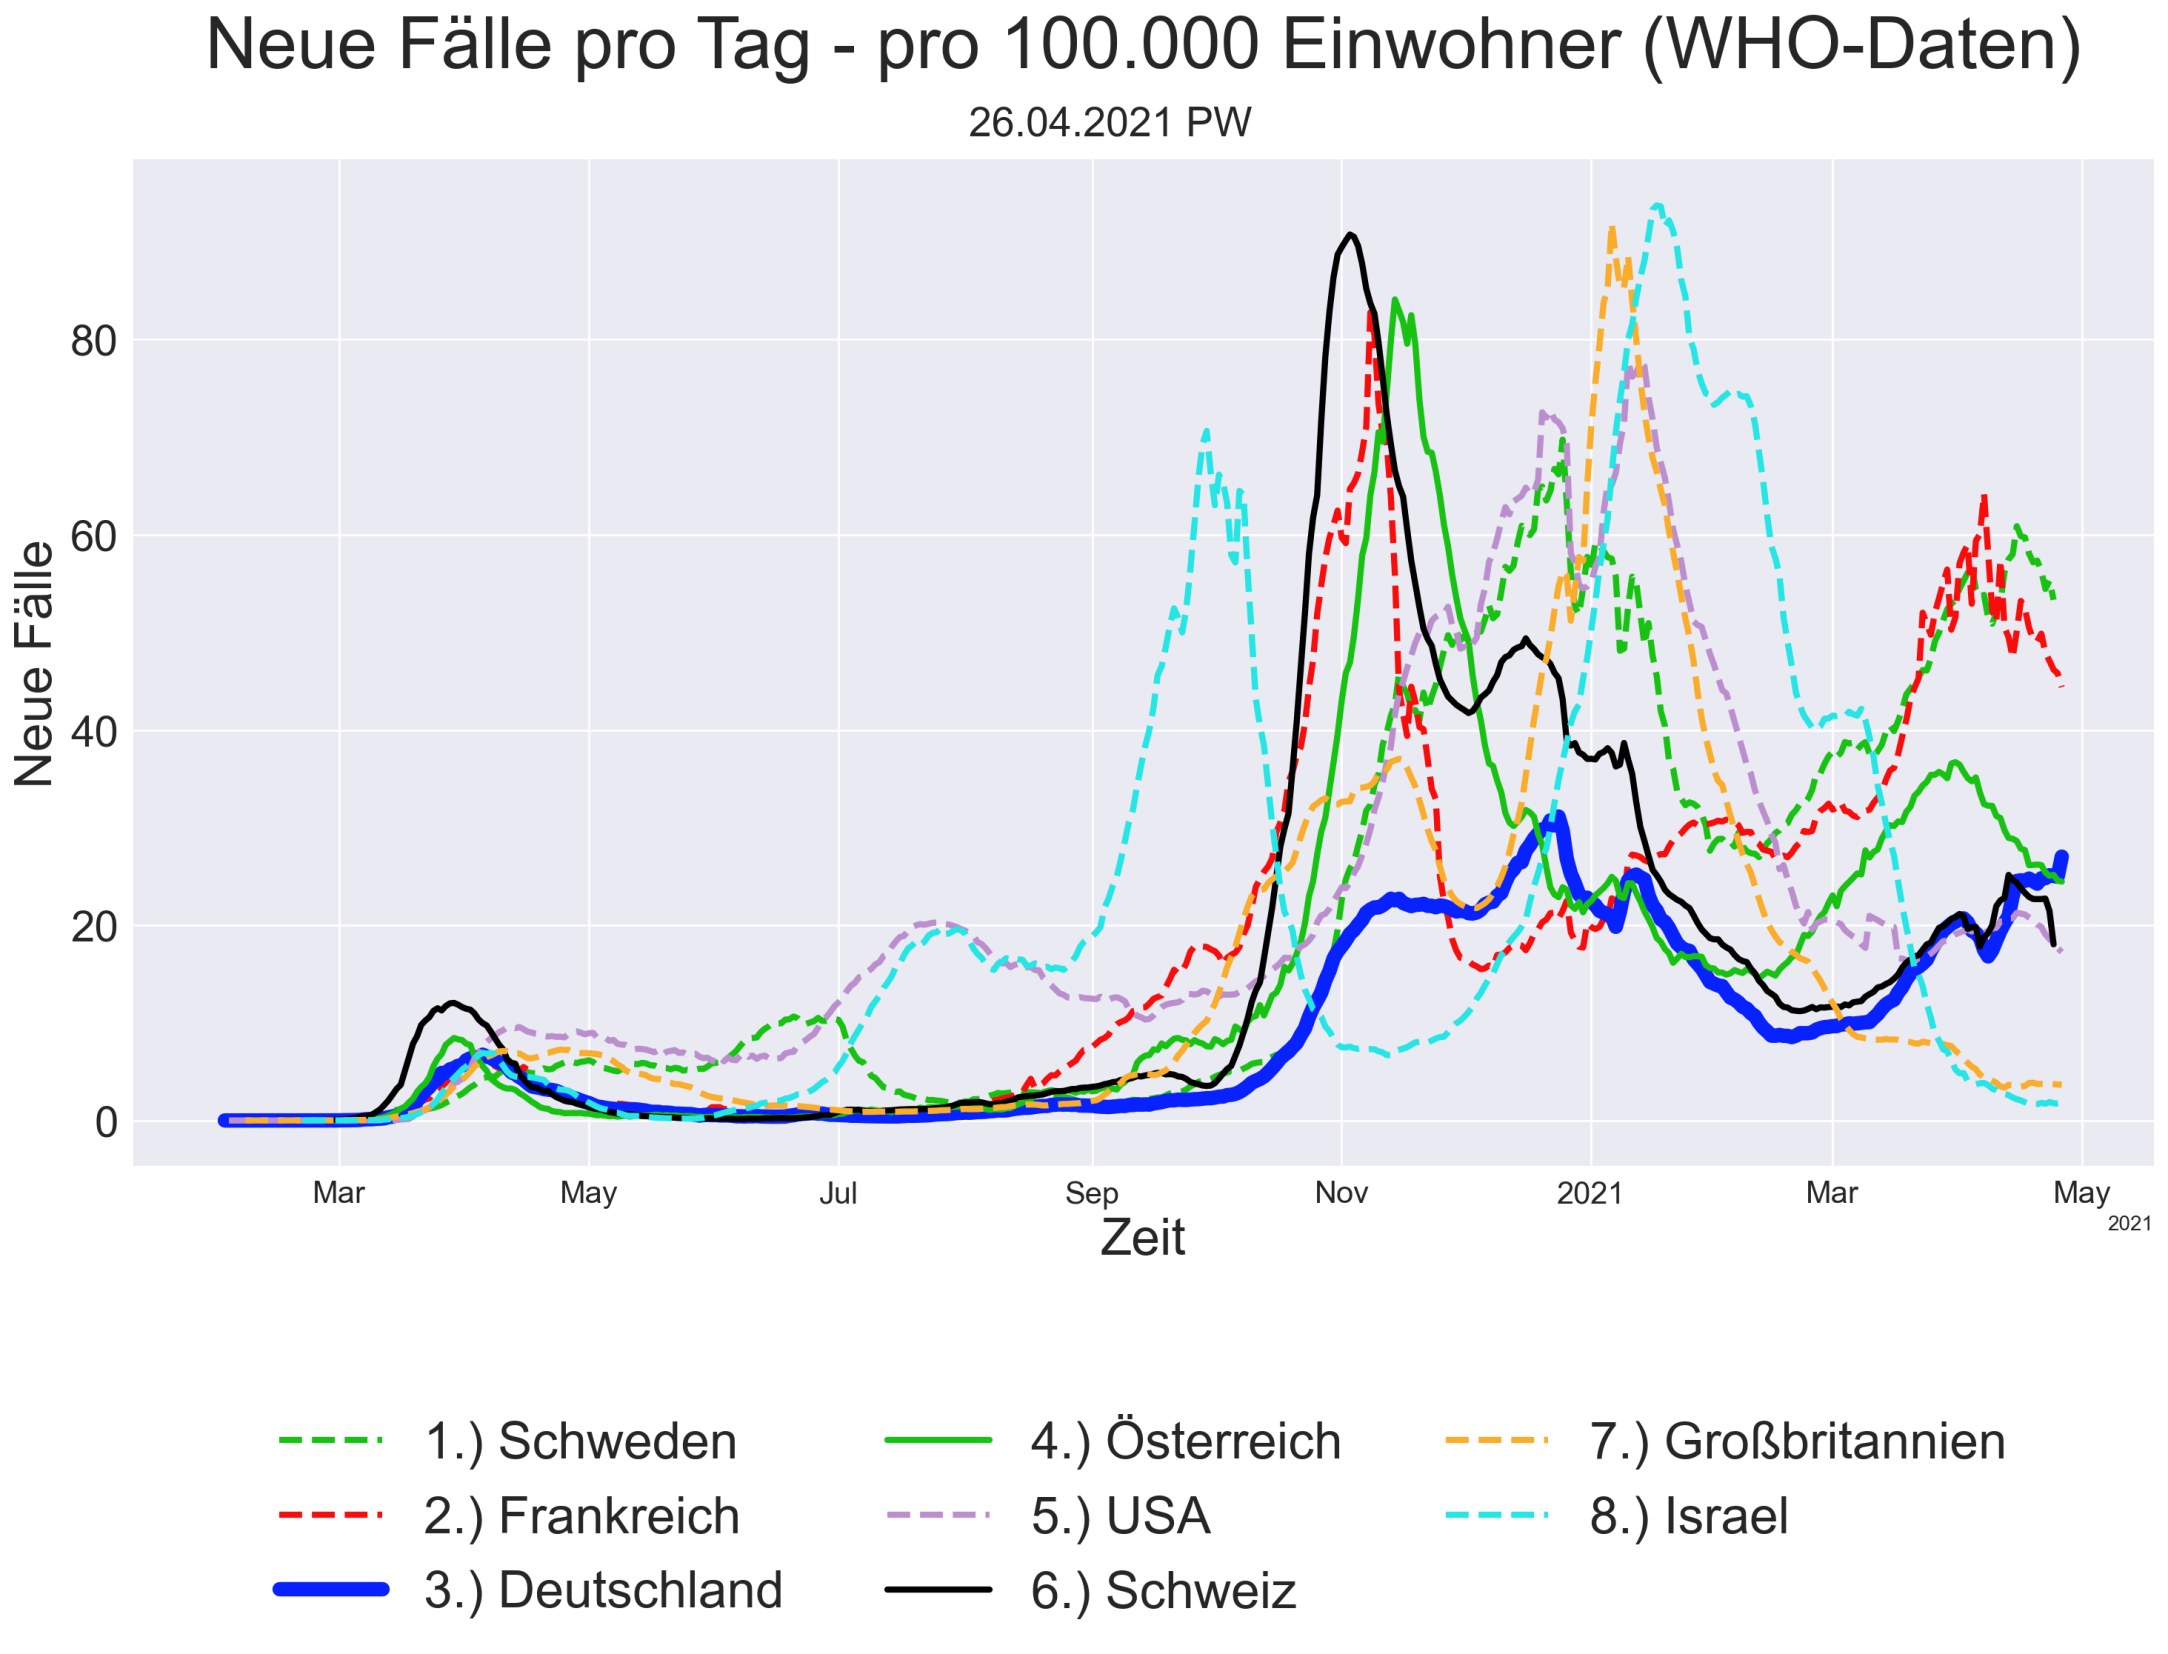 Neue Fälle pro Tag - pro 100.000 Einwohner (WHO-Daten)
26.04.2021 PW
Neue Fälle
80
60
40
20
0
Mar May Jul Sep Nov 2021 Mar May
2021
Zeit
1.) Schweden 4.) Österreich 7.) Großbritannien
2.) Frankreich 5.) USA 8.) Israel
3.) Deutschland 6.) Schweiz